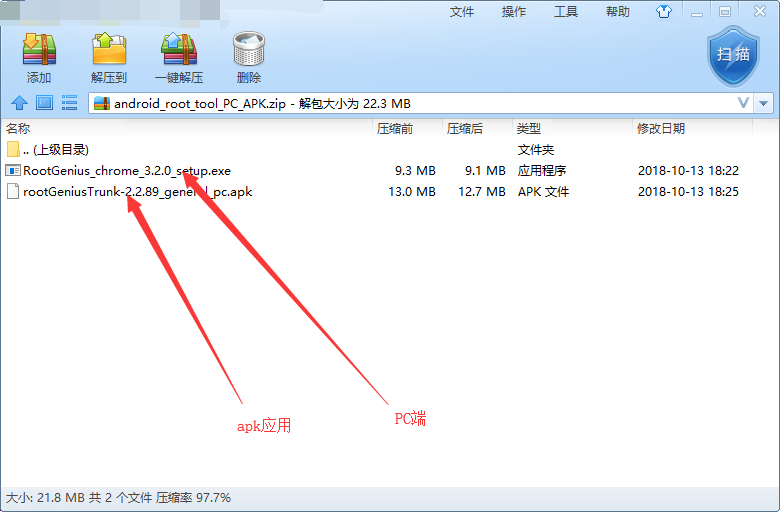 文件 操作 工具 帮助
添加 解压到 一键解压 删除 扫描
android_root_tool_PC_APK.zip - 解包大小为 22.3 MB
名称 压缩前 压缩后 类型 修改日期
.. (上级目录) 文件夹
RootGenius_chrome_3.2.0_setup.exe 9.3 MB 9.1 MB 应用程序 2018-10-13 18:22
rootGeniusTrunk-2.2.89_general_pc.apk 13.0 MB 12.7 MB APK 文件 2018-10-13 18:25
PC端
apk应用
大小: 21.8 MB 共 2 个文件 压缩率 97.7%